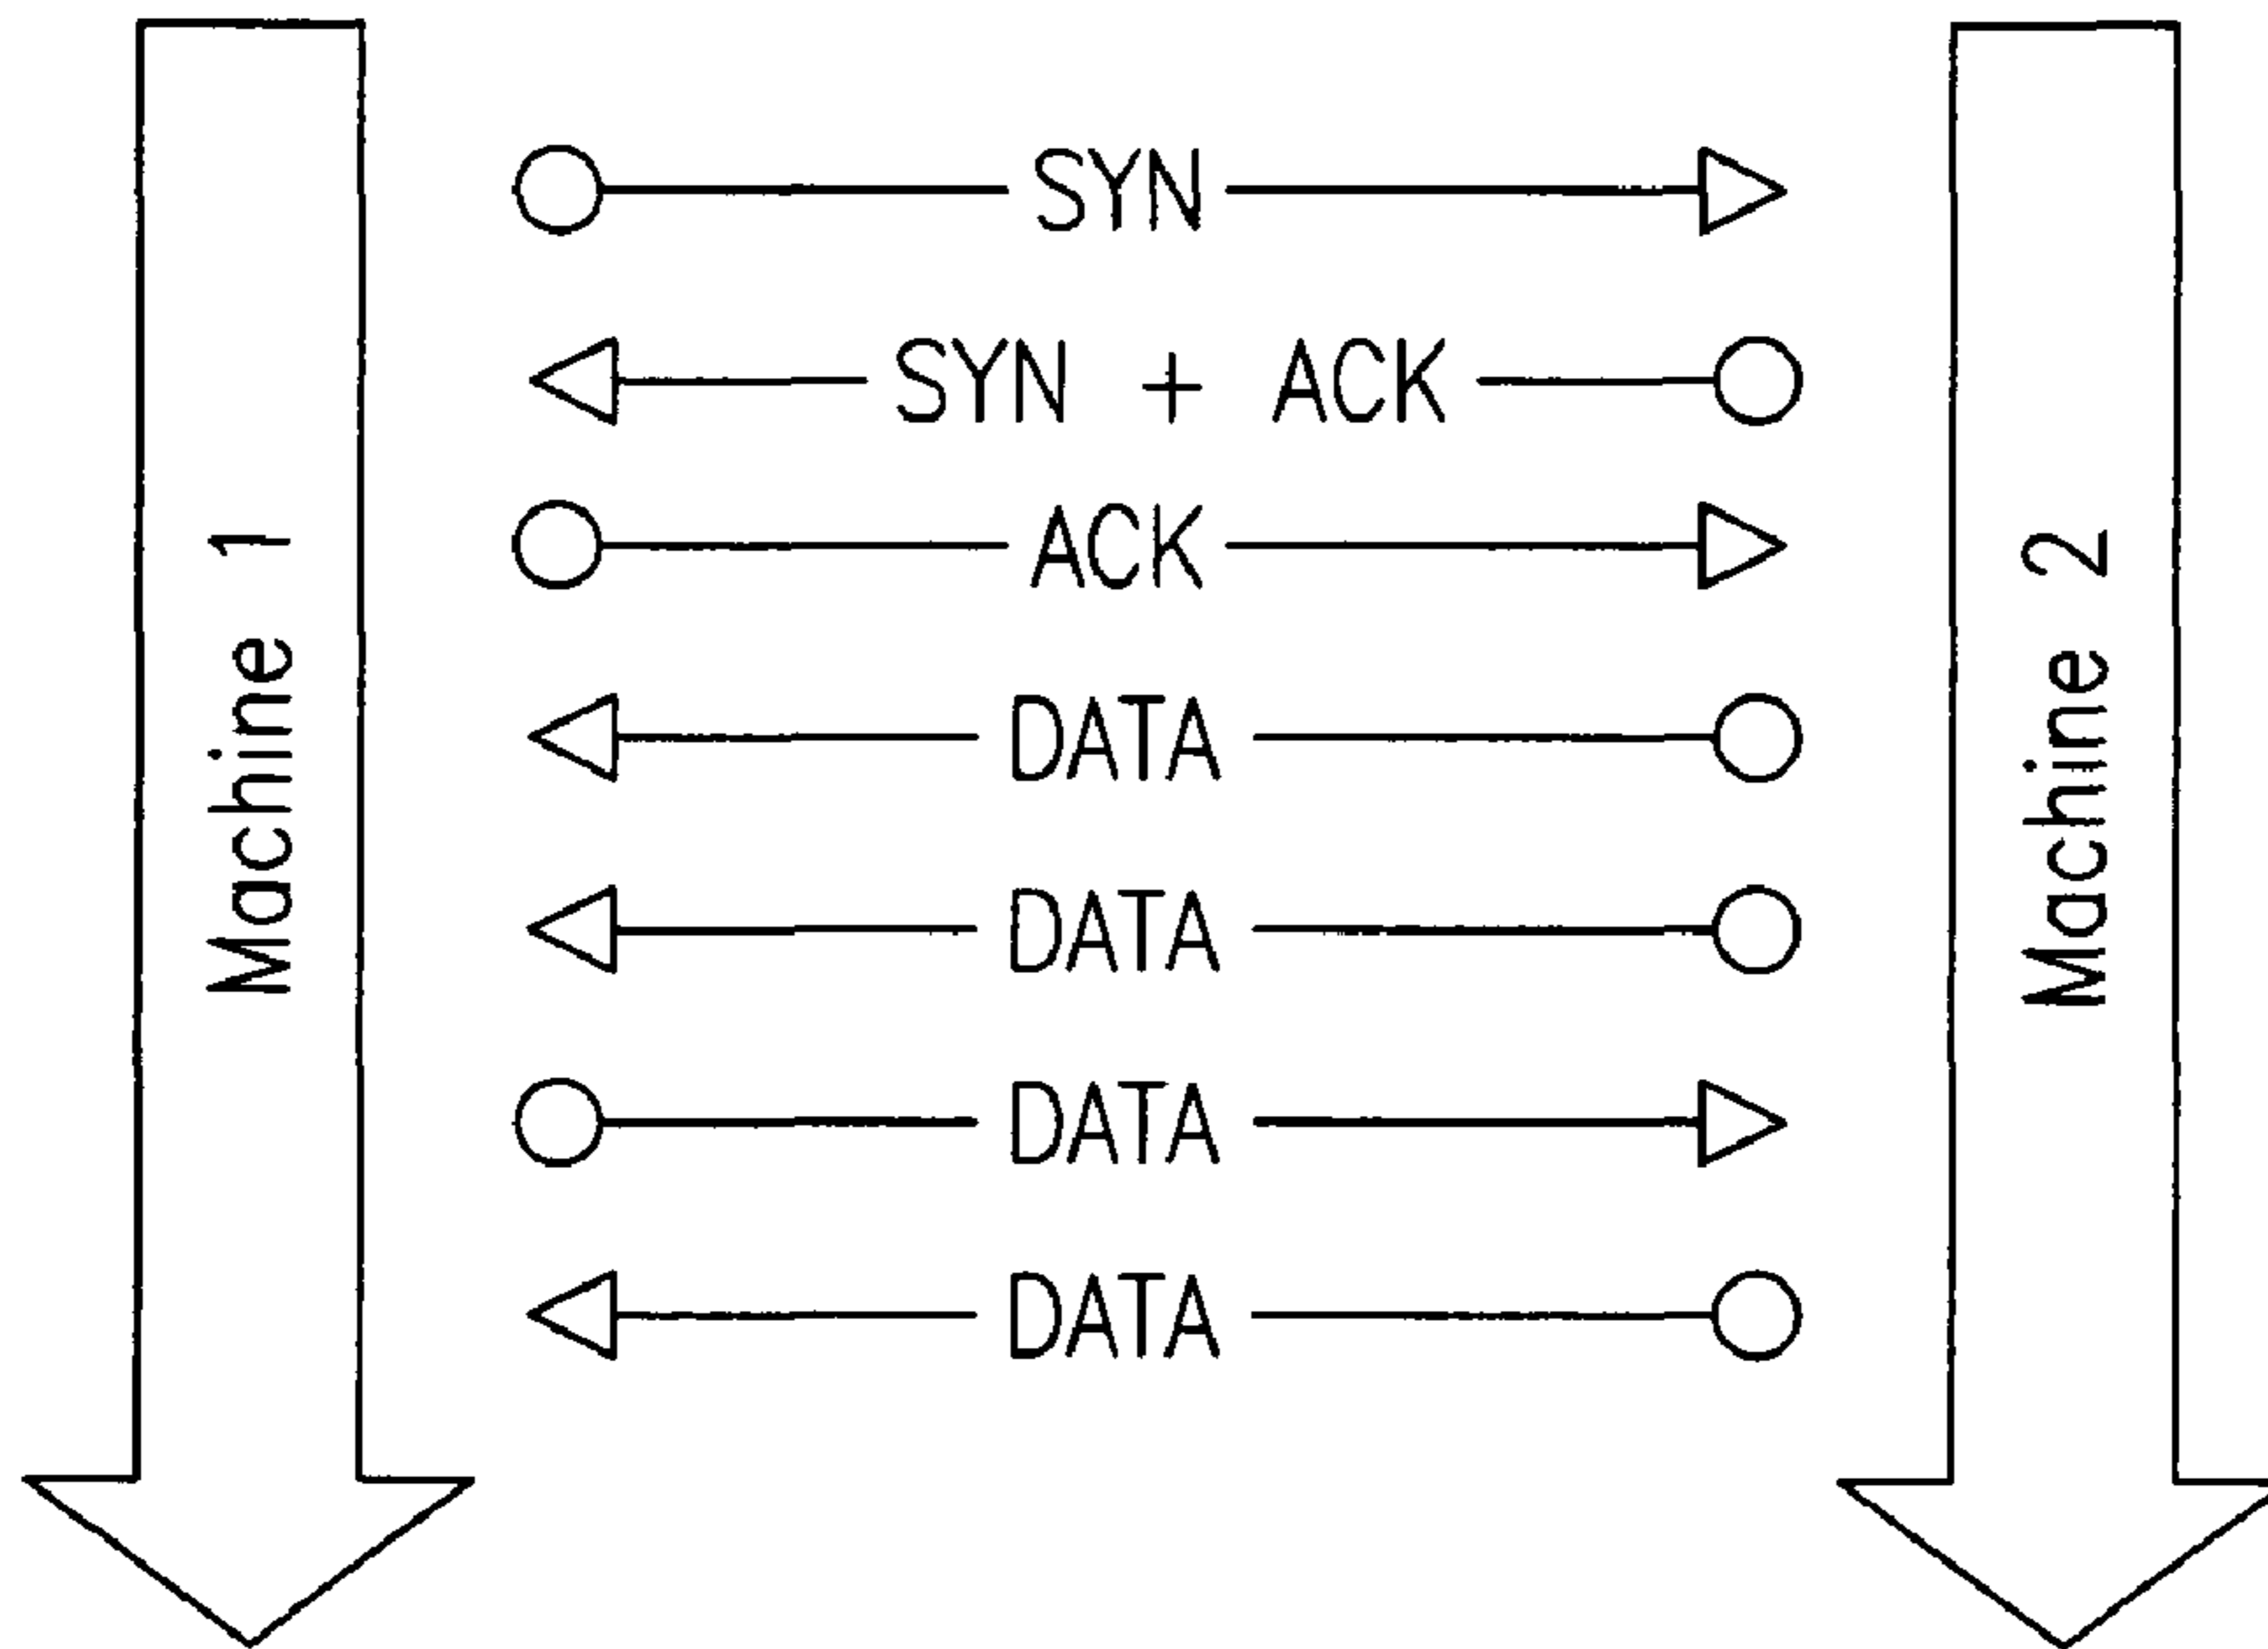 Machine 1
SYN
SYN + ACK
ACK
DATA
DATA
DATA
DATA
Machine 2